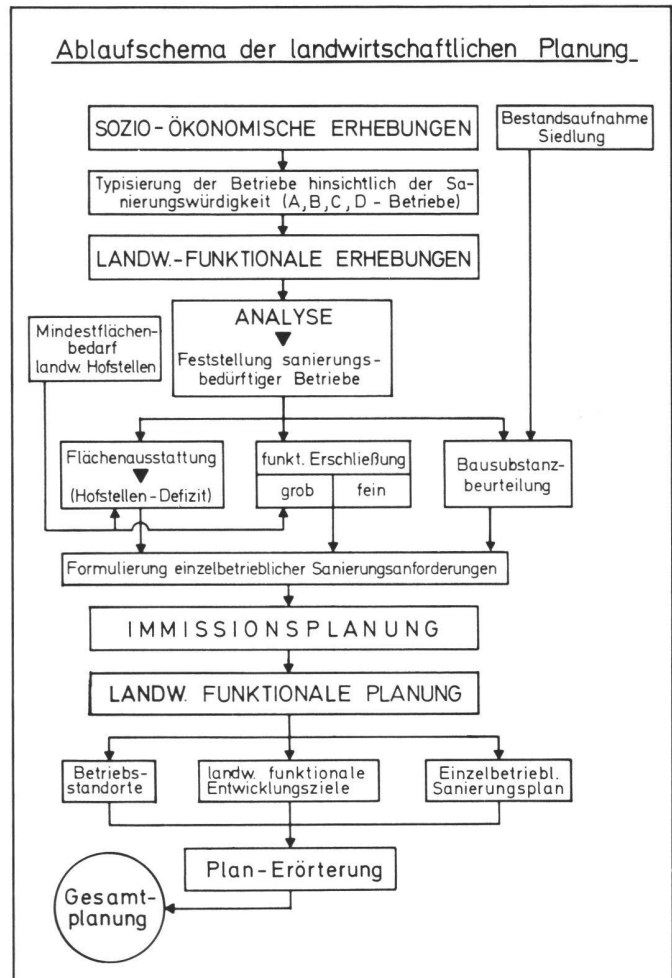 Ablaufschema der landwirtschaftlichen Planung
SOZIO-ÖKONOMISCHE ERHEBUNGEN
Bestandsaufnahme
Siedlung
Typisierung der Betriebe hinsichtlich der Sa-
nierungswürdigkeit (A,B,C,D - Betriebe)
LANDW.-FUNKTIONALE ERHEBUNGEN
Mindestflächen-
bedarf
landw. Hofstellen
ANALYSE
Feststellung sanierungs-
bedürftiger Betriebe
Flächenausstattung
(Hofstellen-Defizit)
funkt. Erschließung
grob fein
Bausubstanz-
beurteilung
Formulierung einzelbetrieblicher Sanierungsanforderungen
IMMISSIONSPLANUNG
LANDW. FUNKTIONALE PLANUNG
Betriebs-
standorte
landw. funktionale
Entwicklungsziele
Einzelbetriebl.
Sanierungsplan
Plan-Erörterung
Gesamt-
planung